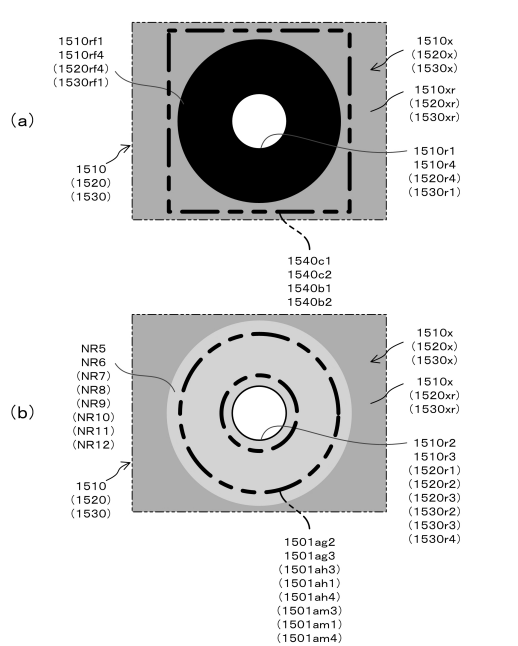 1510rf1
1510rf4
(1520rf4)
(1530rf1)
1510x
(1520x)
(1530x)
1510xr
(1520xr)
(1530xr)
(a)
1510r1
1510r4
(1520r4)
(1530r1)
1510
(1520)
(1530)
1540c1
1540c2
1540b1
1540b2
1510x
(1520x)
(1530x)
NR5
NR6
(NR7)
(NR8)
(NR9)
(NR10)
(NR11)
(NR12)
1510x
(1520xr)
(1530xr)
(b)
1510r2
1510r3
(1520r1)
(1520r2)
(1520r3)
(1530r2)
(1530r3)
(1530r4)
1510
(1520)
(1530)
1501ag2
1501ag3
(1501ah3)
(1501ah1)
(1501ah4)
(1501am3)
(1501am1)
(1501am4)